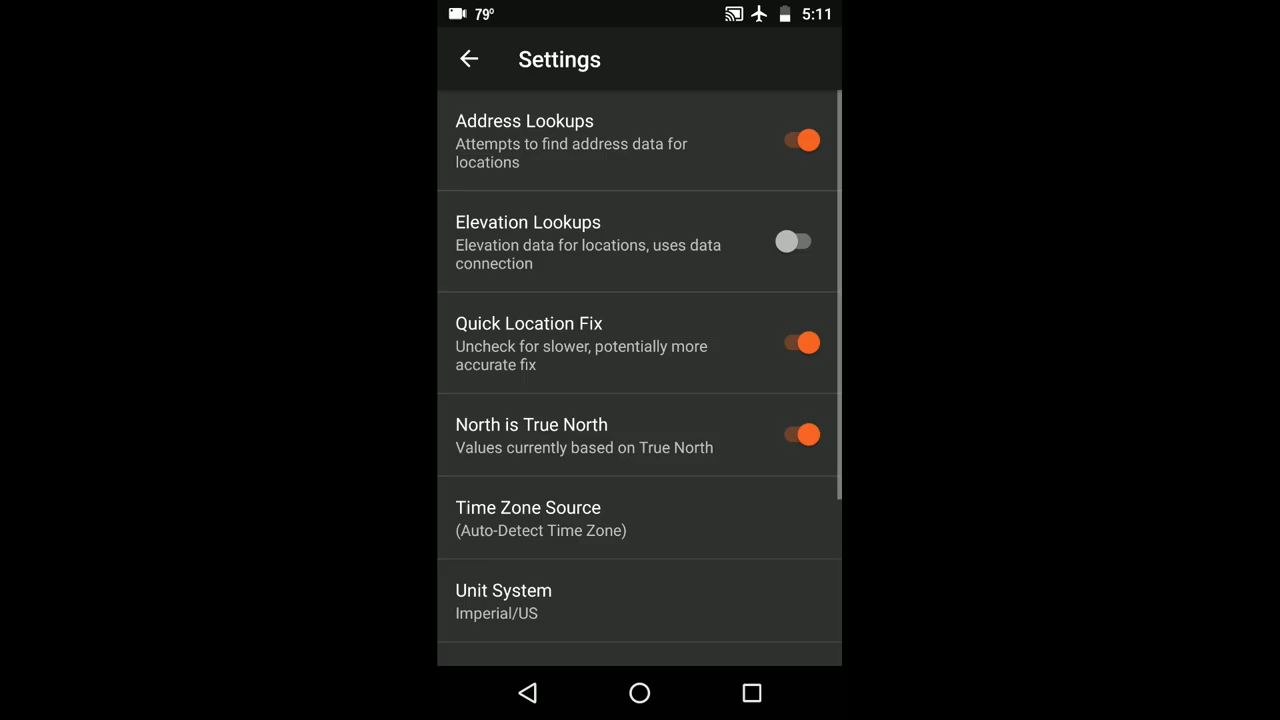 79º 5:11
Settings
Address Lookups
Attempts to find address data for
locations
Elevation Lookups
Elevation data for locations, uses data
connection
Quick Location Fix
Uncheck for slower, potentially more
accurate fix
North is True North
Values currently based on True North
Time Zone Source
(Auto-Detect Time Zone)
Unit System
Imperial/US